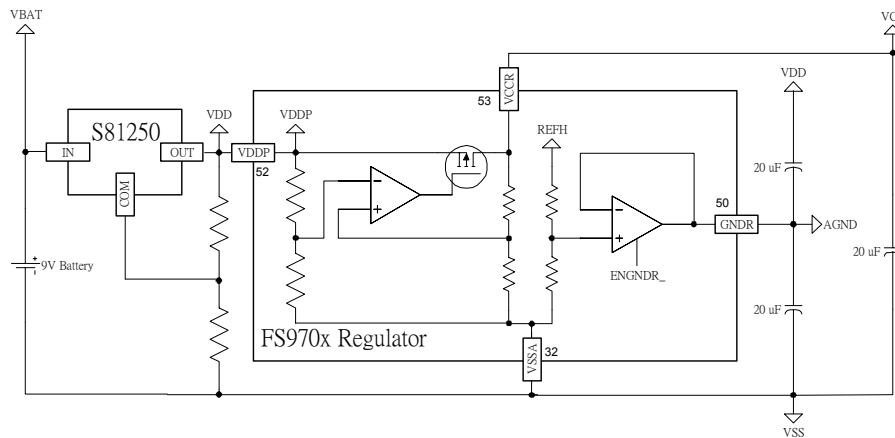 VBAT
S81250
IN
OUT
COM
VDD
VDDP
52
VDDP
53
VCCR
REFH
50
GNDR
ENGNDR_
FS970x Regulator
VSSA
32
9V Battery
VDD
20 uF
AGND
20 uF
20 uF
VSS